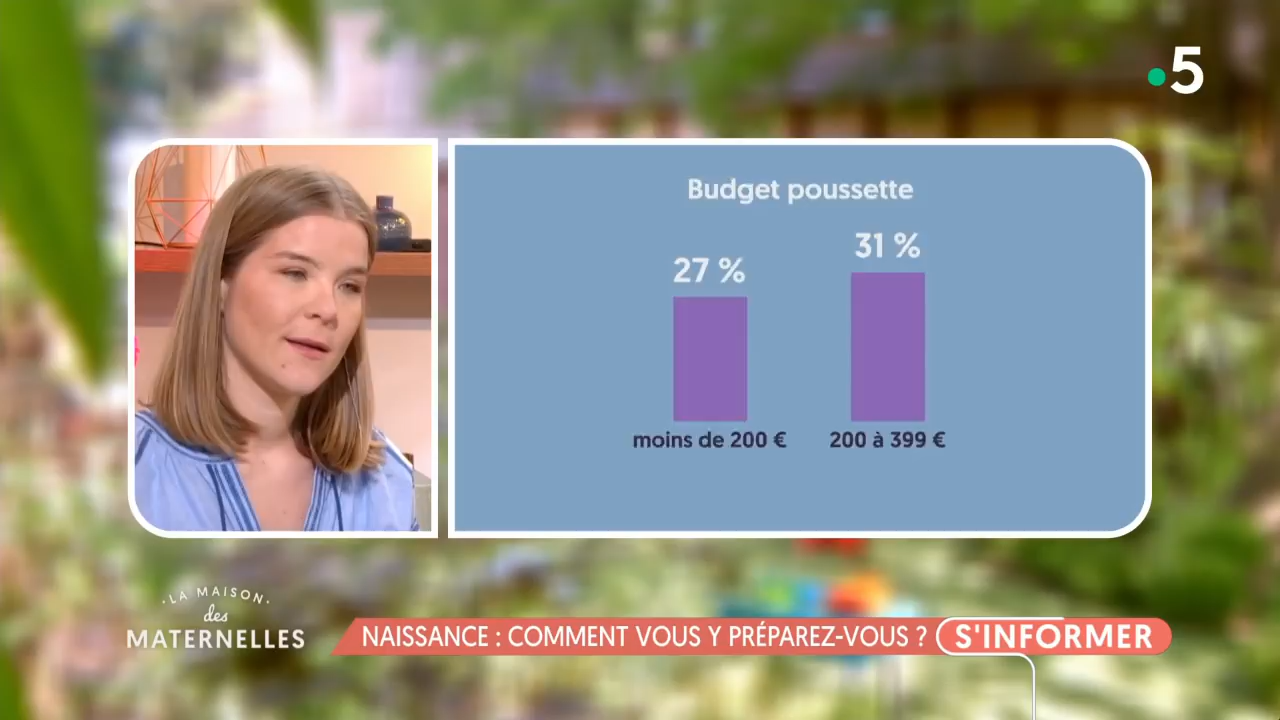 5
Budget poussette
27 %
31 %
moins de 200 €
200 à 399 €
·LA MAISON·
des
MATERNELLES
NAISSANCE : COMMENT VOUS Y PRÉPAREZ-VOUS ?
S'INFORMER